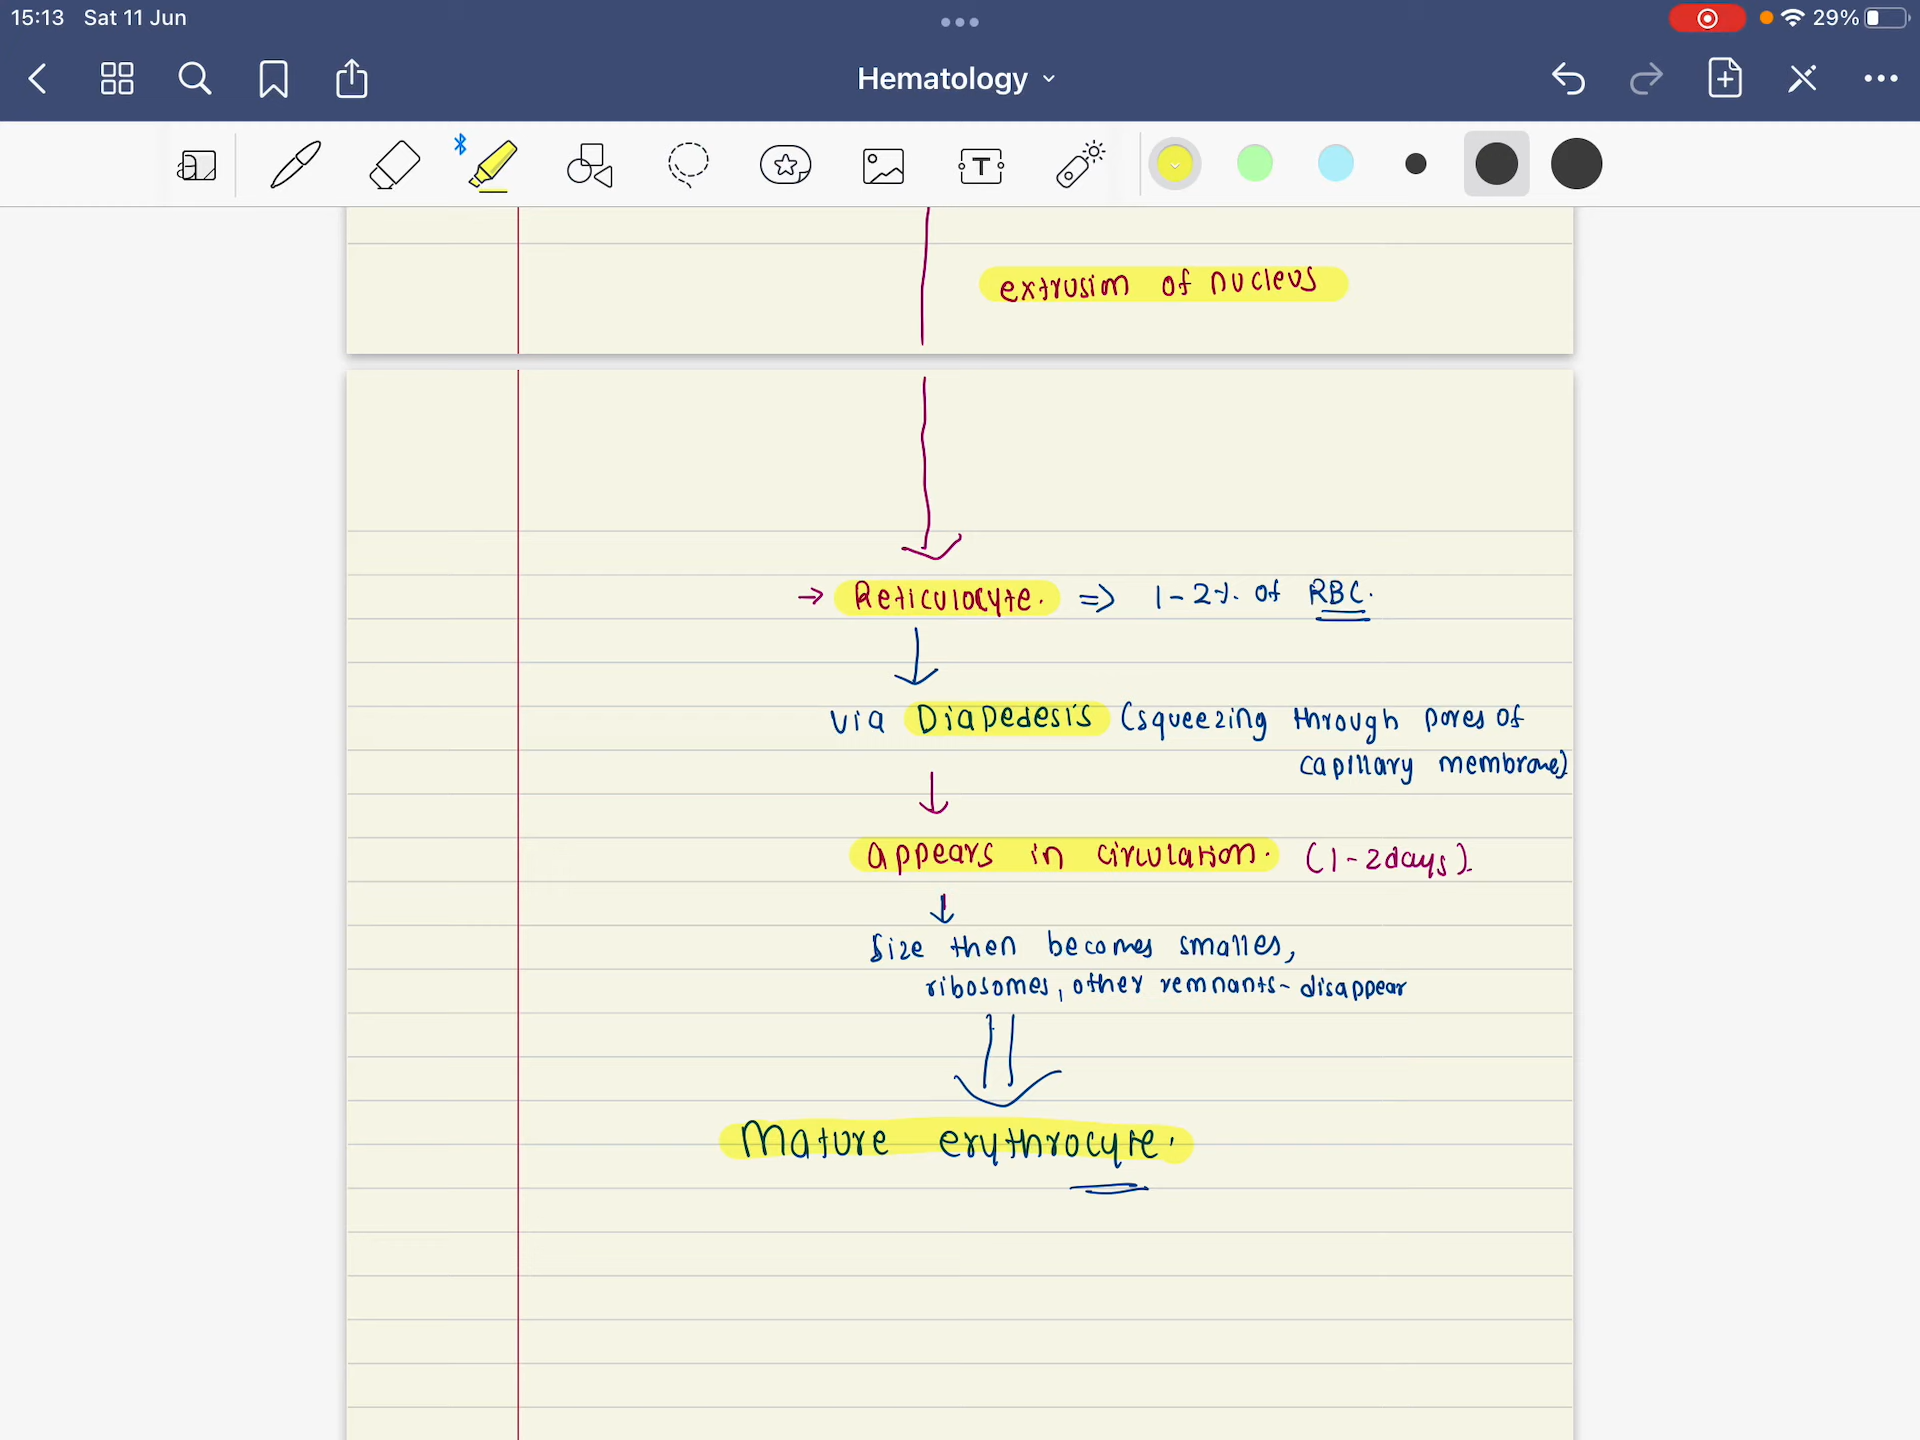 15:13 Sat 11 Jun
29%
Hematology
extrusion of nucleus
→ Reticulocyte. => 1-2%. of RBC.
via Diapedesis (squeezing through pores of
capillary membrane)
appears in circulation. (1-2days).
Size then becomes smalles,
ribosomes, other remnants - disappear
Mature erythrocyte.